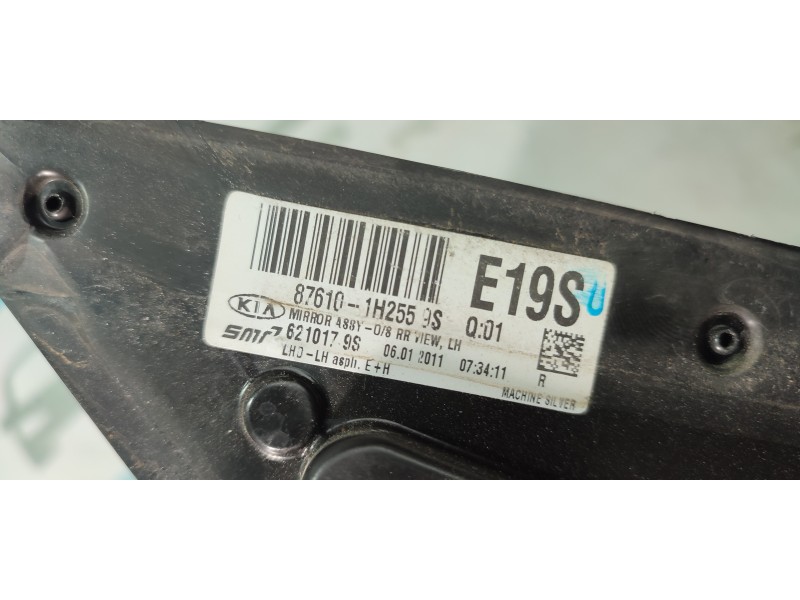 E19S
87610-1H255 9S Q:01
KIA MIRROR ASSY-O/S RR VIEW, LH
smr 621017 9S 06.01 2011 07:34:11 R
LHD-LH asph. E+H MACHINE SILVER